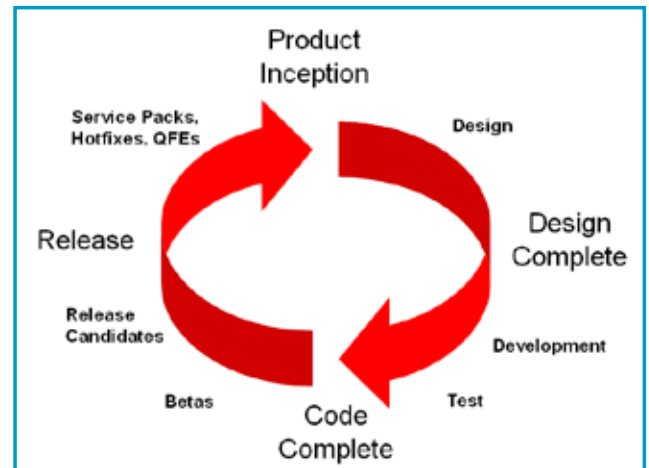 Product
Inception
Service Packs,
Hotfixes, QFEs
Design
Release
Design
Complete
Release
Candidates
Development
Betas
Test
Code
Complete